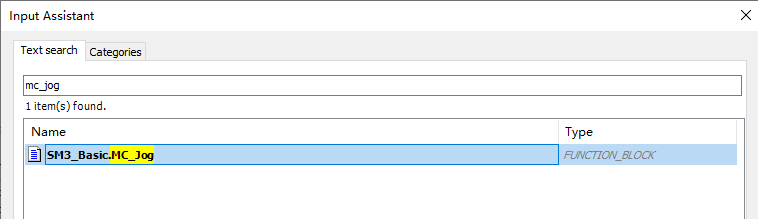 Input Assistant
Text search Categories
mc_jog
1 item(s) found.
Name Type
SM3_Basic.MC_Jog FUNCTION_BLOCK